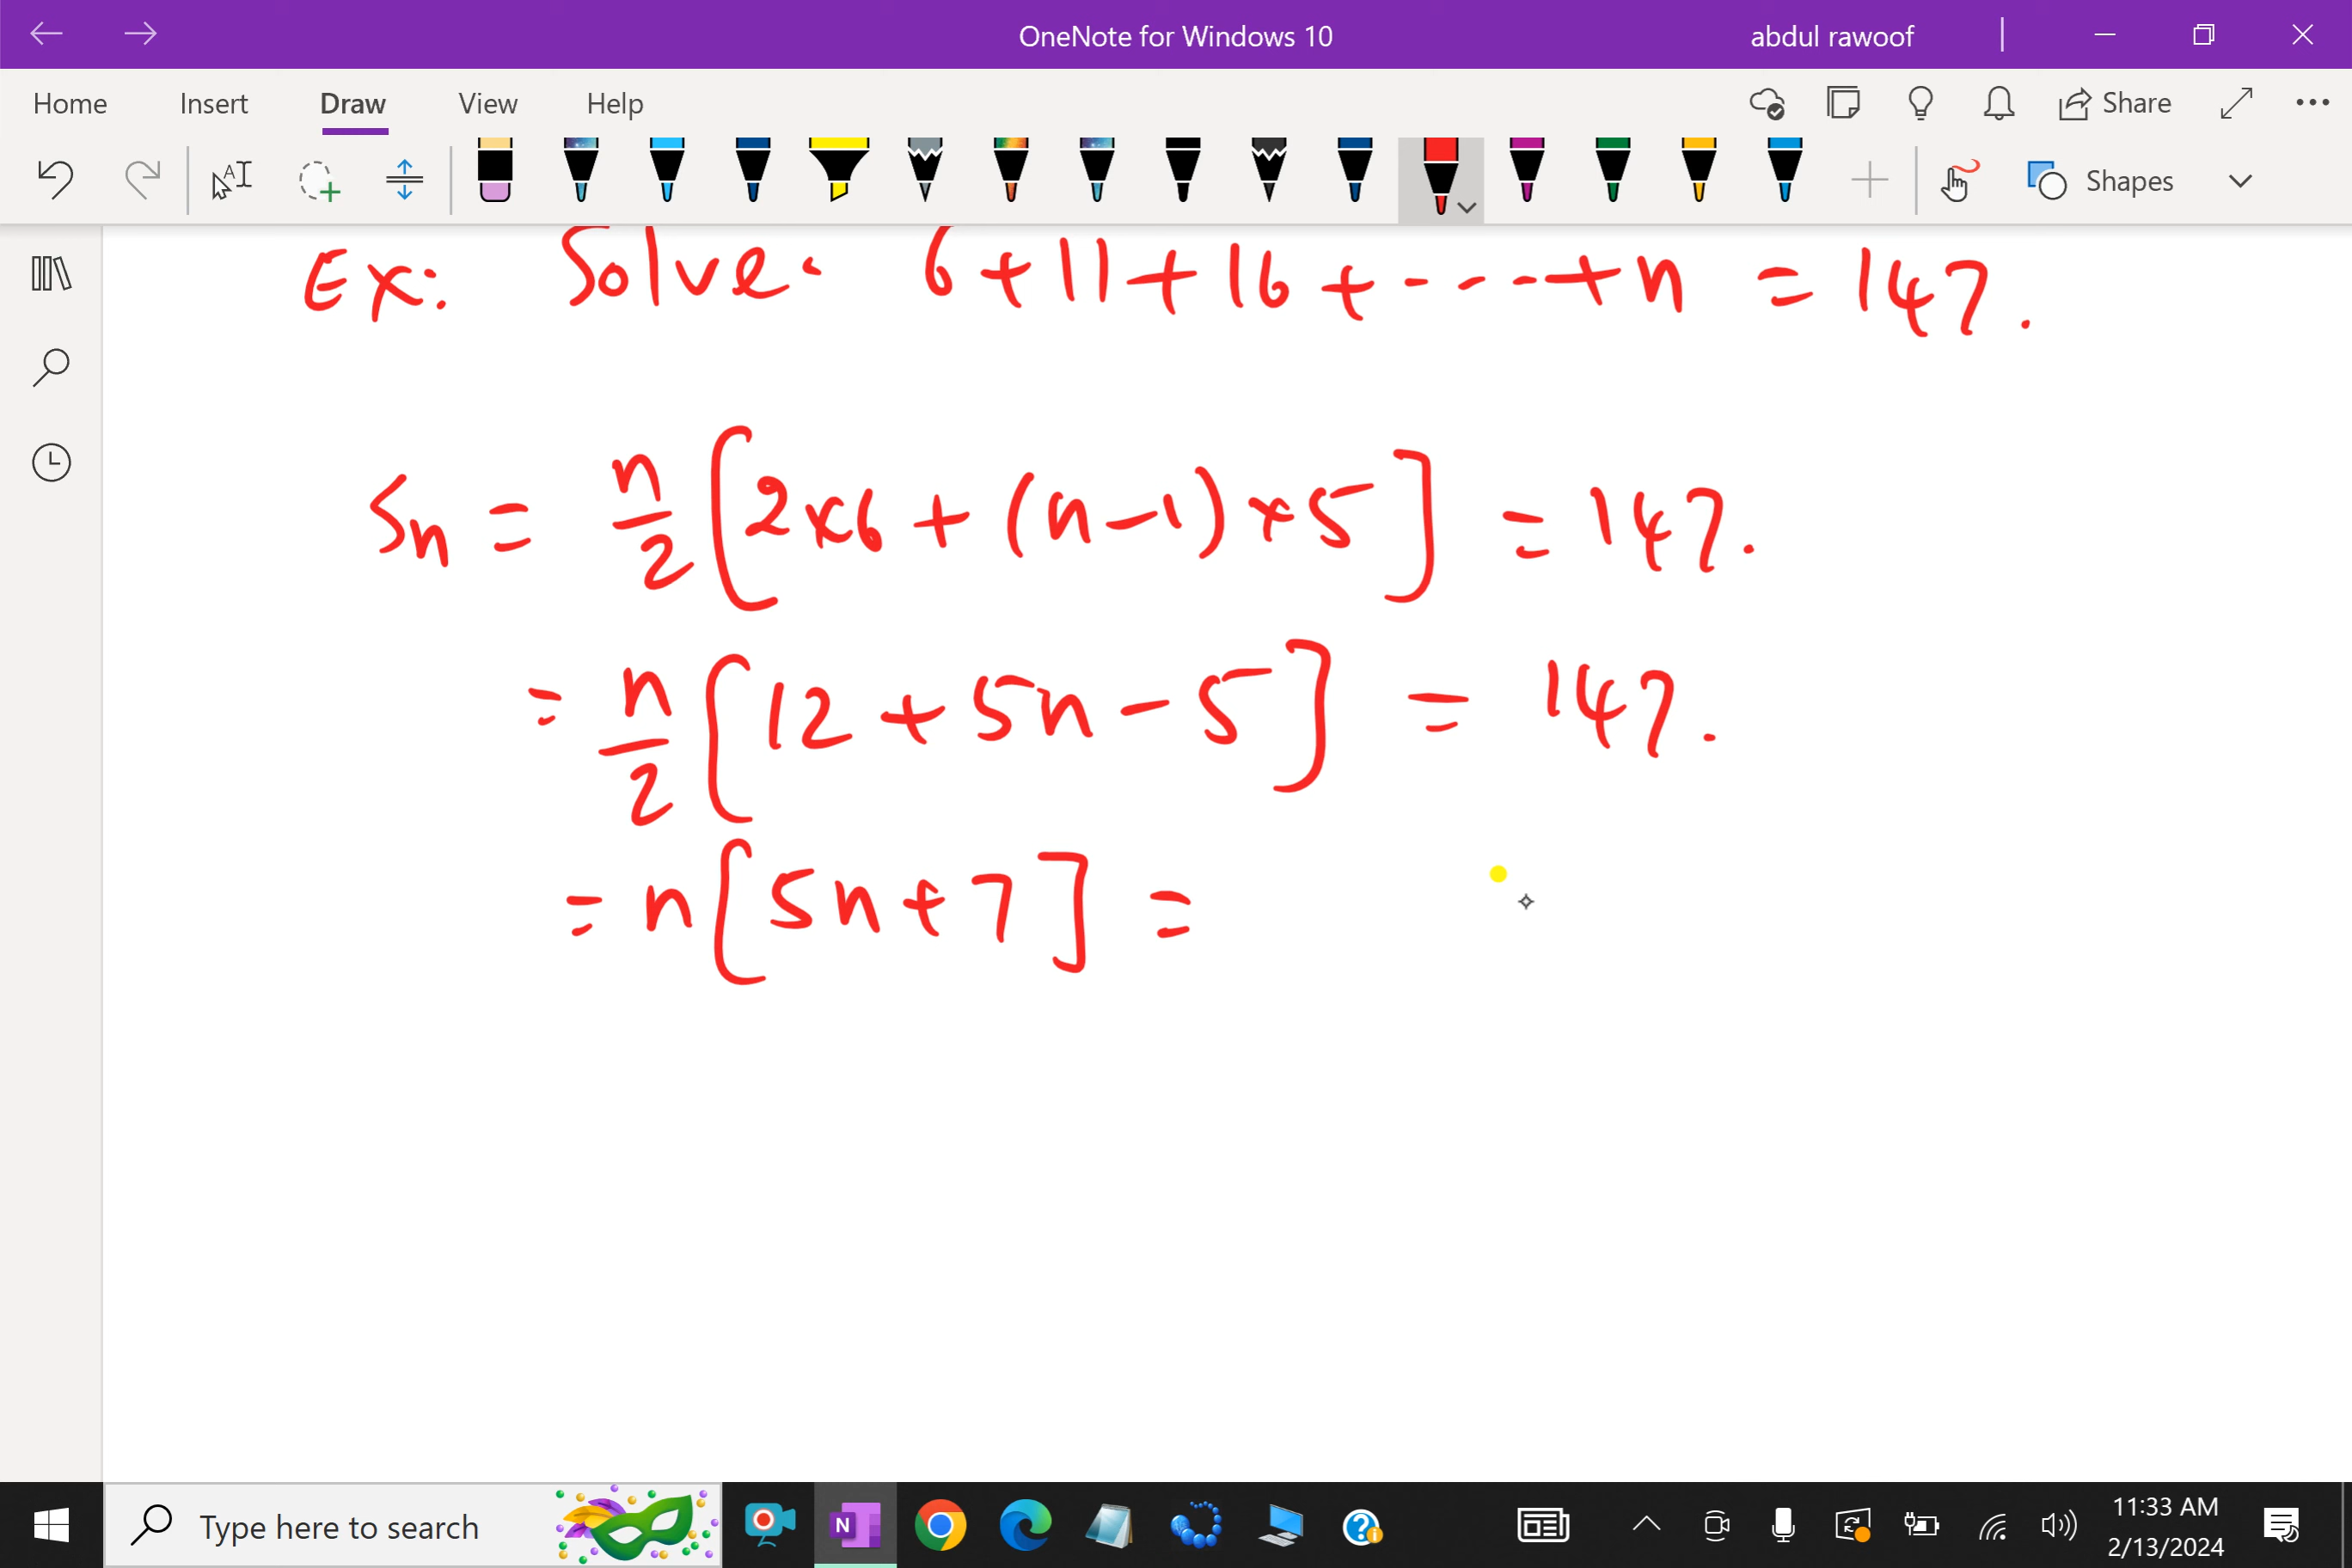 OneNote for Windows 10
abdul rawoof
Home Insert Draw View Help
Share
Shapes
Ex: Solve: 6+11+16+----+n = 147.
Sn = n/2 [2×6 + (n-1)×5] = 147.
= n/2 [12 + 5n - 5] = 147.
= n[5n+7] =
Type here to search
11:33 AM
2/13/2024